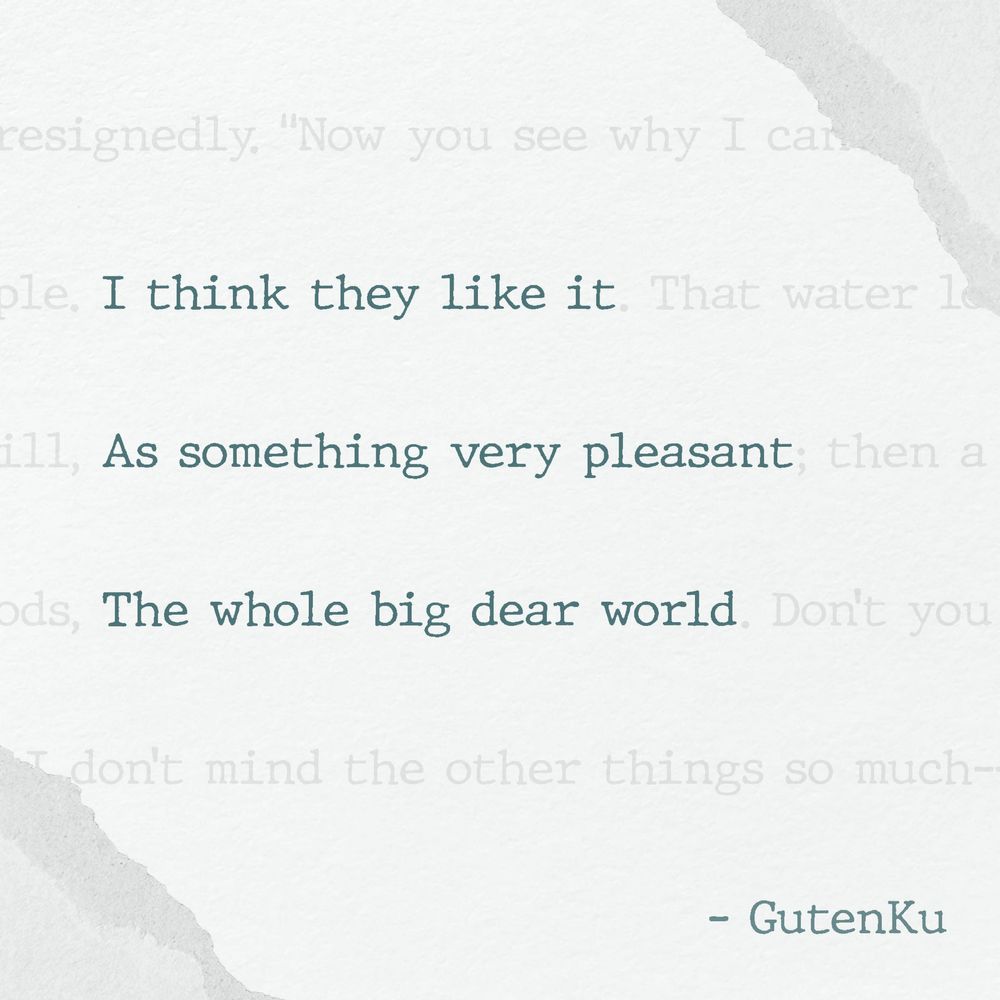 resignedly. "Now you see why I can
ple. I think they like it. That water lo
ill, As something very pleasant; then a
ods, The whole big dear world. Don't you
I don't mind the other things so much-
- GutenKu